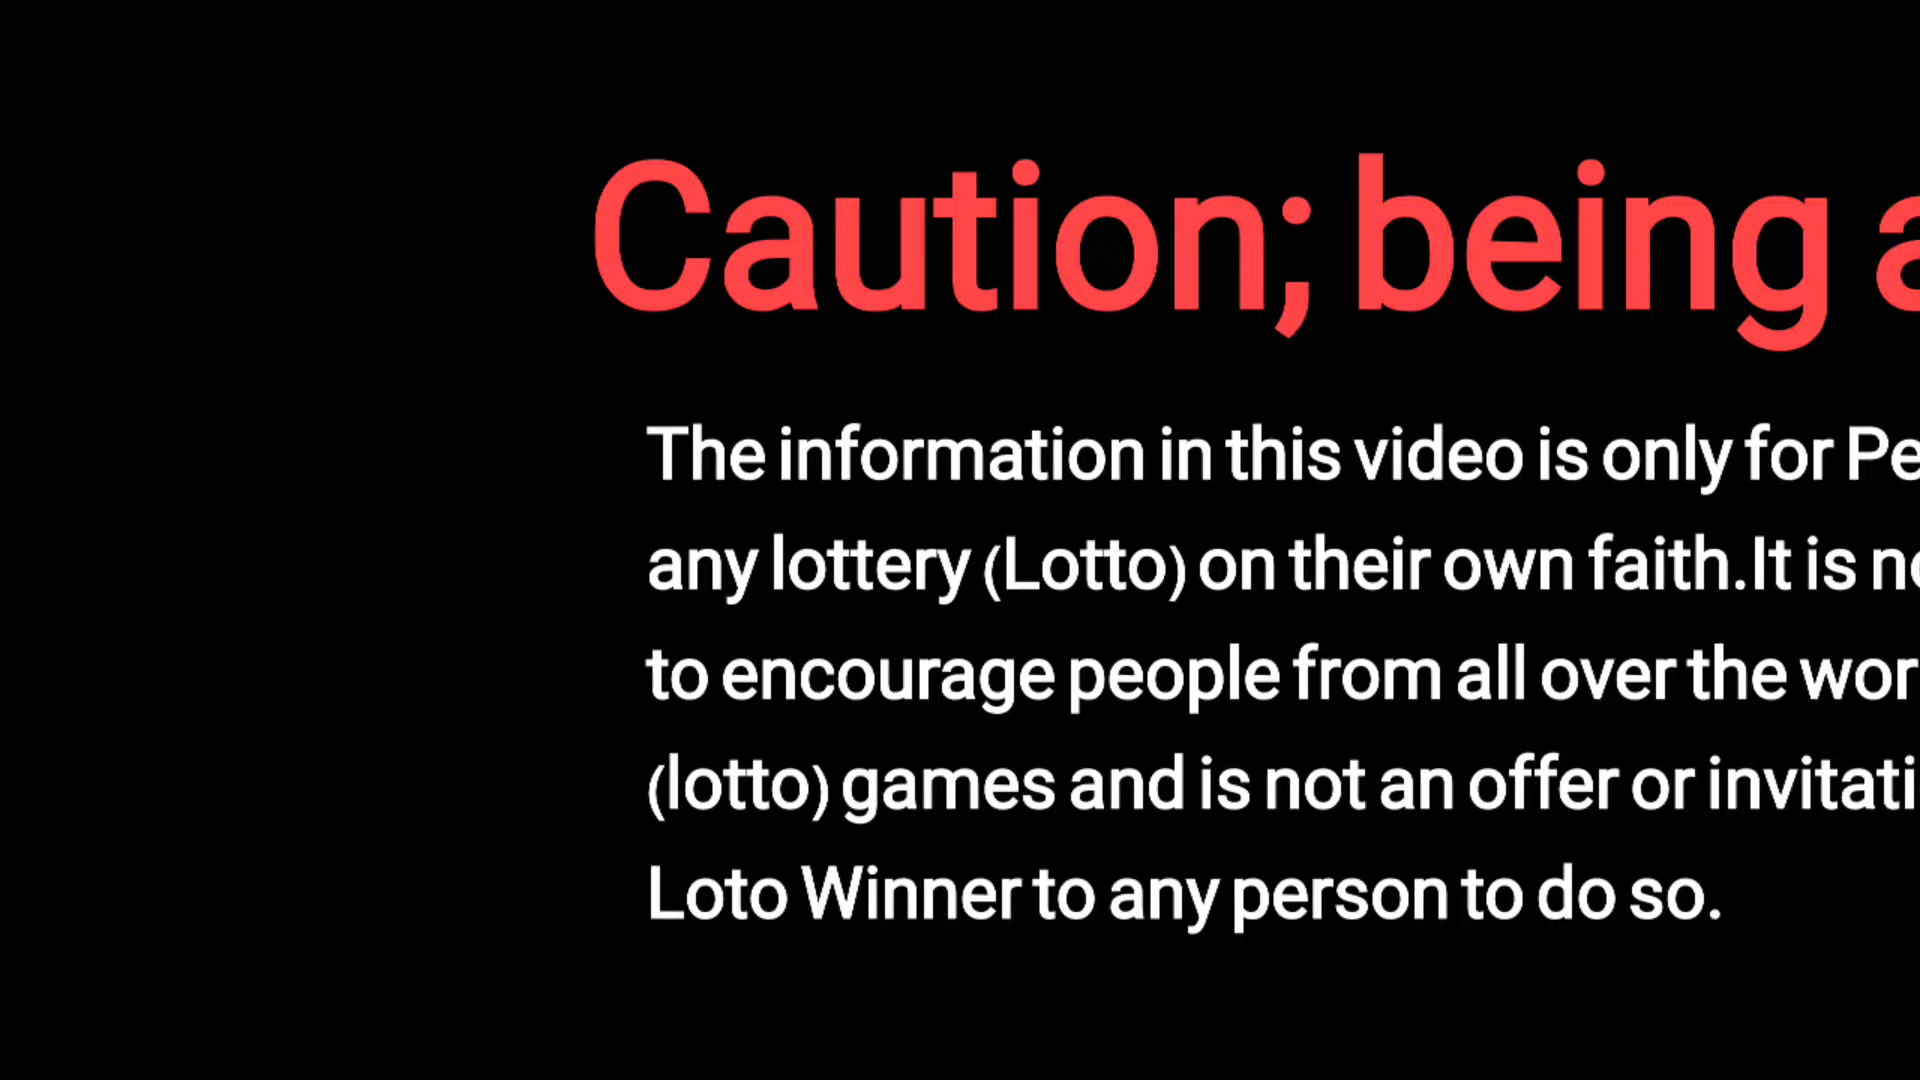 Caution; being
The information in this video is only for
any lottery (Lotto) on their own faith.It is
to encourage people from all over the
(lotto) games and is not an offer or
Loto Winner to any person to do so.